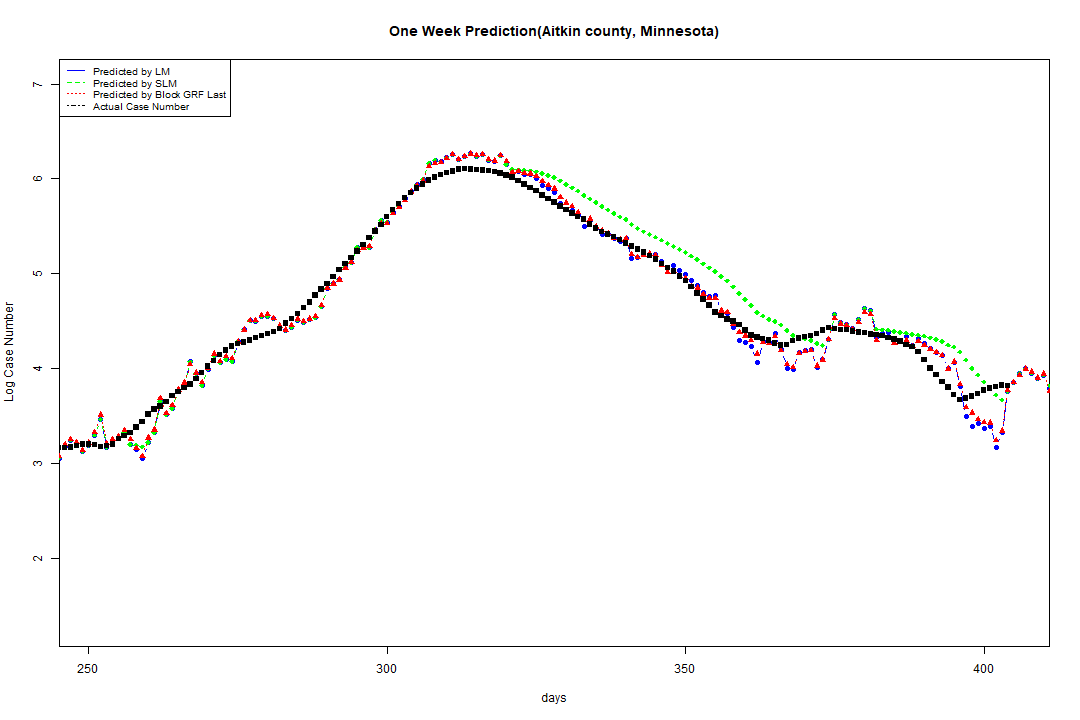 One Week Prediction(Aitkin county, Minnesota)
Predicted by LM
Predicted by SLM
Predicted by Block GRF Last
Actual Case Number
7
6
5
4
3
2
Log Case Number
250 300 350 400
days